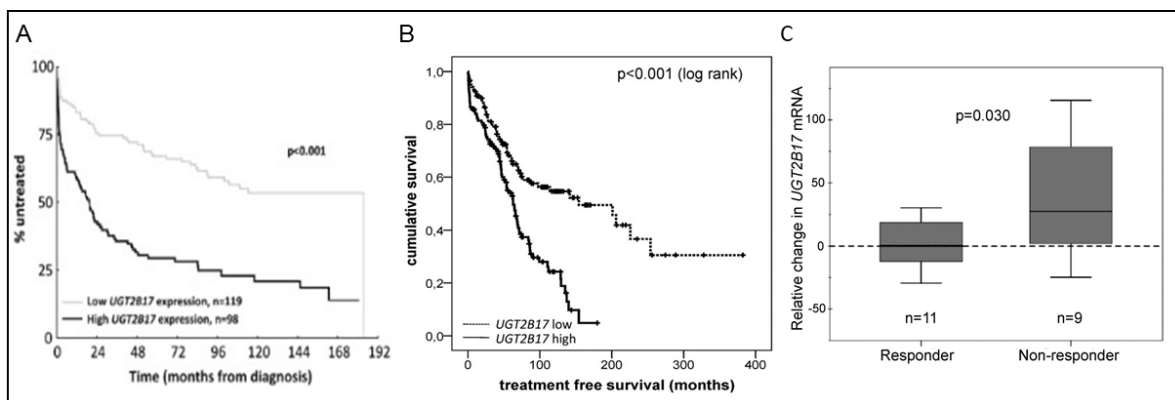 A
100
75
50
25
0
% untreated
p<0.001
Low UGT2B17 expression, n=119
High UGT2B17 expression, n=98
0 24 48 72 96 120 144 168 192
Time (months from diagnosis)
B
p<0.001 (log rank)
1,0
0,8
0,6
0,4
0,2
0,0
cumulative survival
UGT2B17 low
UGT2B17 high
0 100 200 300 400
treatment free survival (months)
C
Relative change in UGT2B17 mRNA
100
50
0
-50
p=0.030
n=11 n=9
Responder Non-responder